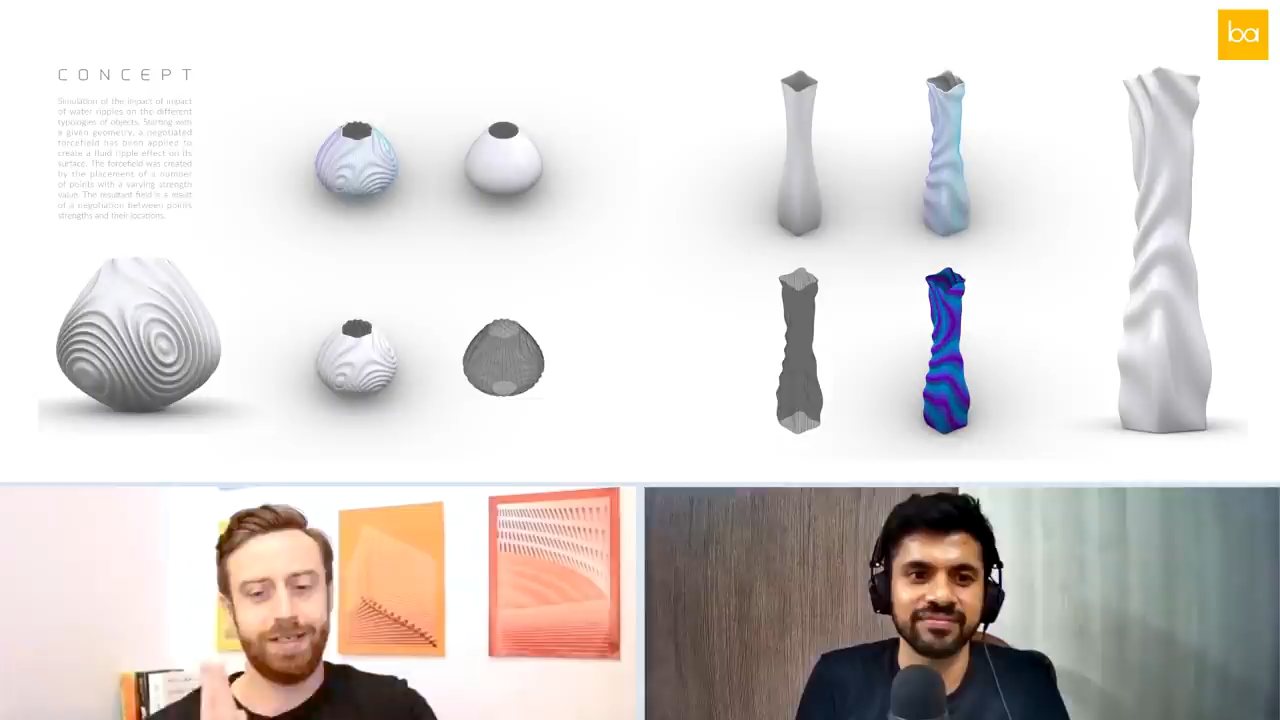 CONCEPT
Simulation of the impact of impact
of water ripples on the different
typologies of objects. Starting with
a given geometry, a negotiated
forcefield has been applied to
create a fluid ripple effect on its
surface. The forcefield was created
by the placement of a number
of points with a varying strength
value. The resultant field is a result
of a negotiation between points
strengths and their locations.
ba